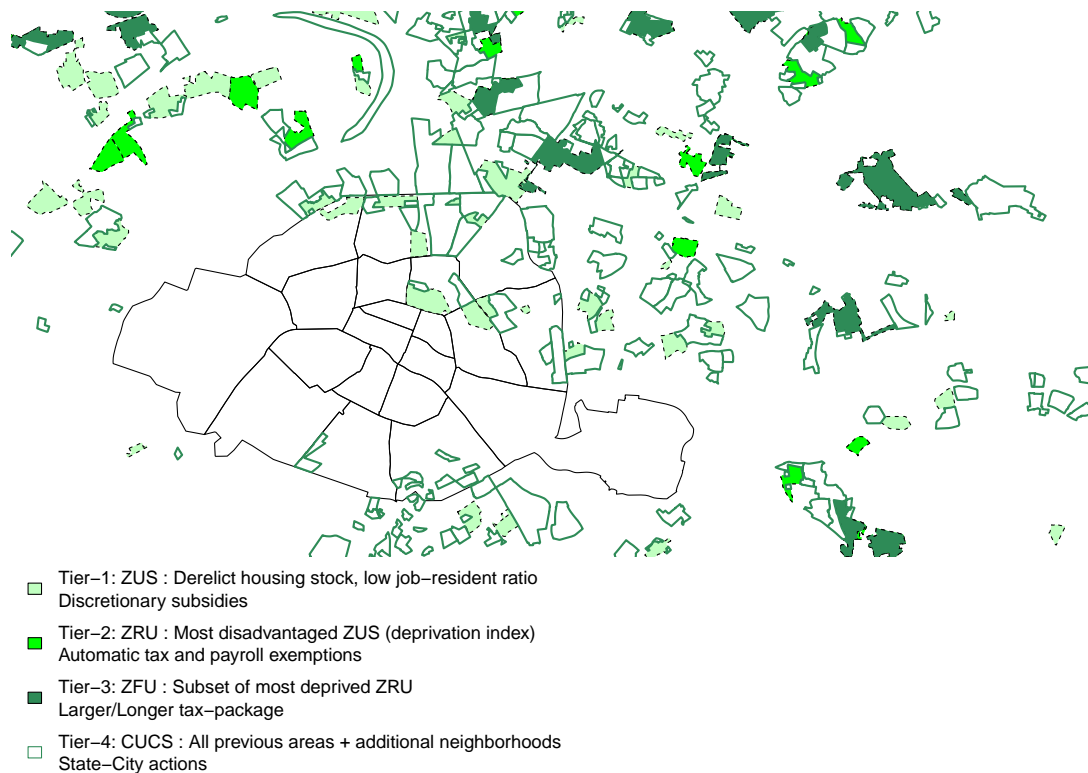 Tier−1: ZUS : Derelict housing stock, low job−resident ratio
Discretionary subsidies
Tier−2: ZRU : Most disadvantaged ZUS (deprivation index)
Automatic tax and payroll exemptions
Tier−3: ZFU : Subset of most deprived ZRU
Larger/Longer tax−package
Tier−4: CUCS : All previous areas + additional neighborhoods
State−City actions